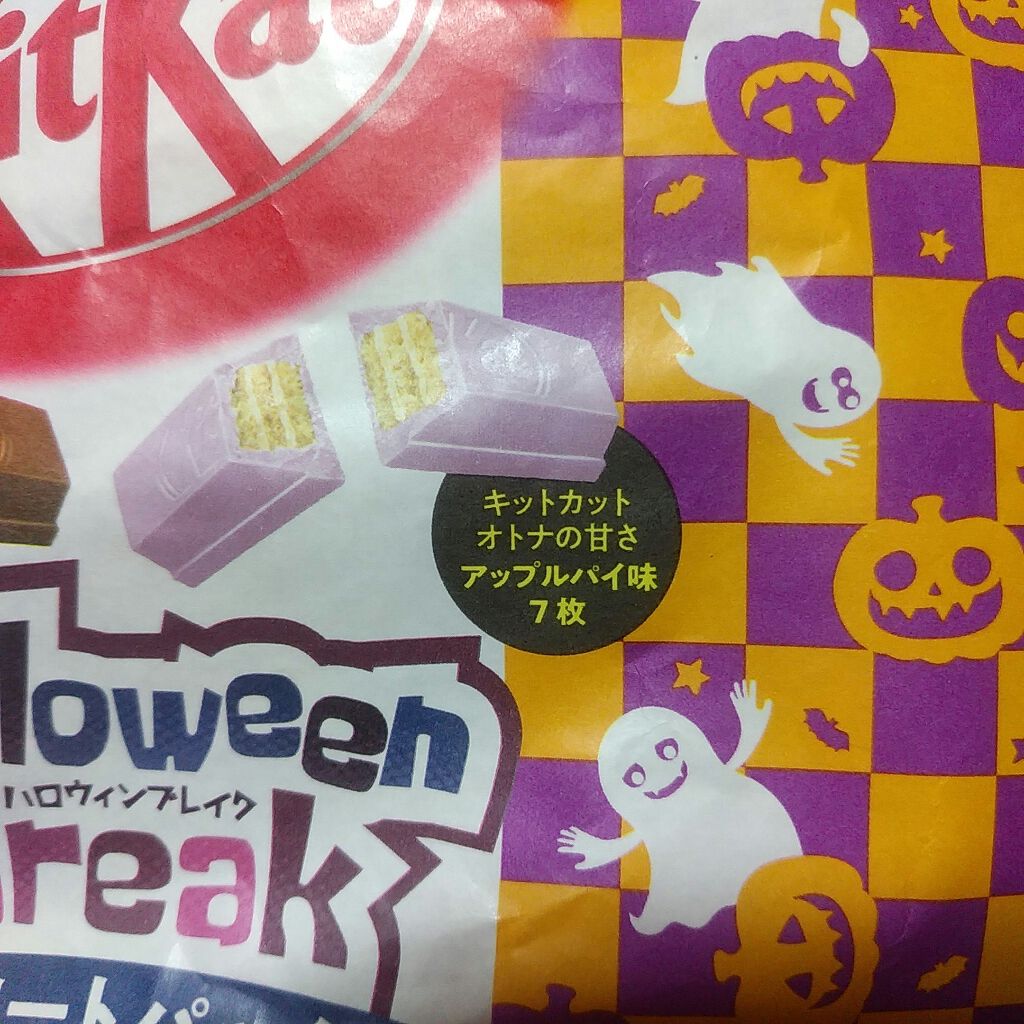 itKat
キットカット
オトナの甘さ
アップルパイ味
7枚
loween
ハロウィンブレイク
reak